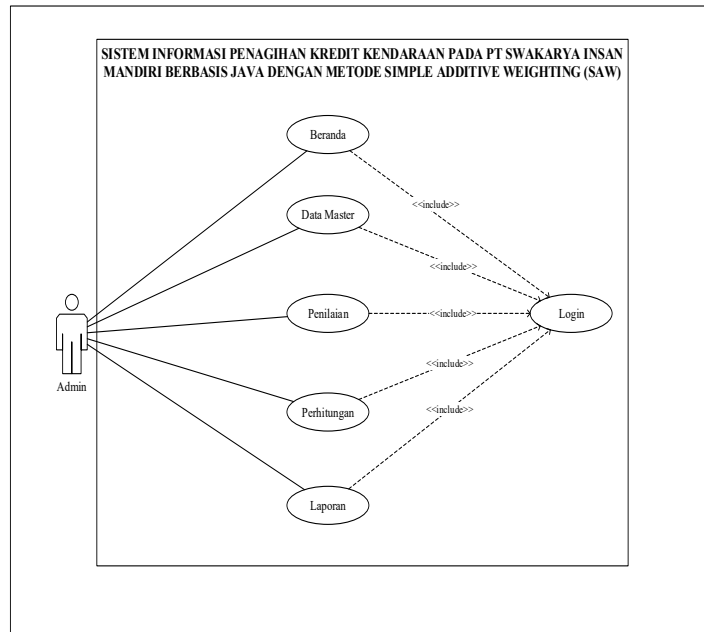 SISTEM INFORMASI PENAGIHAN KREDIT KENDARAAN PADA PT SWAKARYA INSAN
MANDIRI BERBASIS JAVA DENGAN METODE SIMPLE ADDITIVE WEIGHTING (SAW)
Beranda
<<include>>
Data Master
<<include>>
Penilaian
<<include>>
Login
Admin
<<include>>
Perhitungan
<<include>>
Laporan